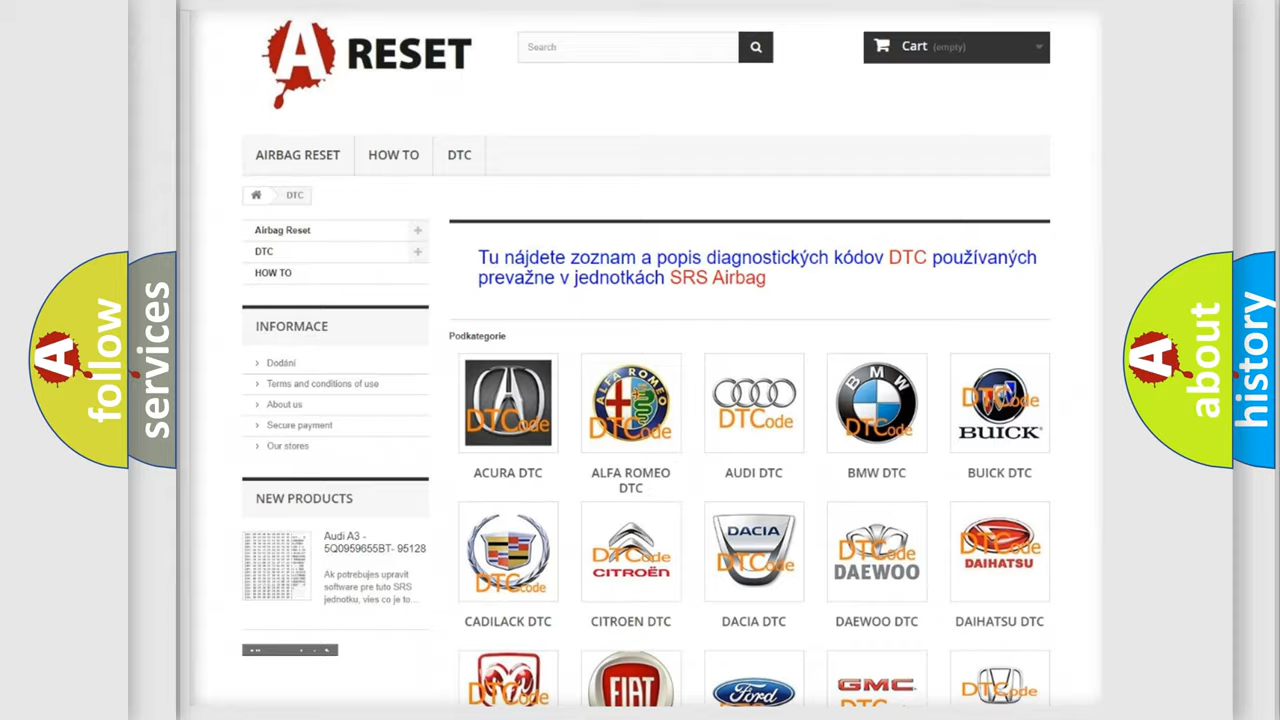 A RESET
Search
Cart (empty)
AIRBAG RESET
HOW TO
DTC
DTC
Airbag Reset
DTC
HOW TO
Tu nájdete zoznam a popis diagnostických kódov DTC používaných
prevažne v jednotkách SRS Airbag
INFORMACE
Dodání
Terms and conditions of use
About us
Secure payment
Our stores
NEW PRODUCTS
Audi A3 -
5Q0959655BT- 95128
Ak potrebujes upravit
software pre tuto SRS
jednotku, vies co je to...
Podkategorie
DTCode
ALFA ROMEO
DTCode
DTCode
BMW
DTCode
DTCode
BUICK
ACURA DTC
ALFA ROMEO
DTC
AUDI DTC
BMW DTC
BUICK DTC
DTCode
DTCode
CITROËN
DACIA
DTCode
DTCode
DAEWOO
DTCode
DAIHATSU
CADILACK DTC
CITROEN DTC
DACIA DTC
DAEWOO DTC
DAIHATSU DTC
DTCode
FIAT
Ford
GMC
DTCode
A follow
services
A about
history